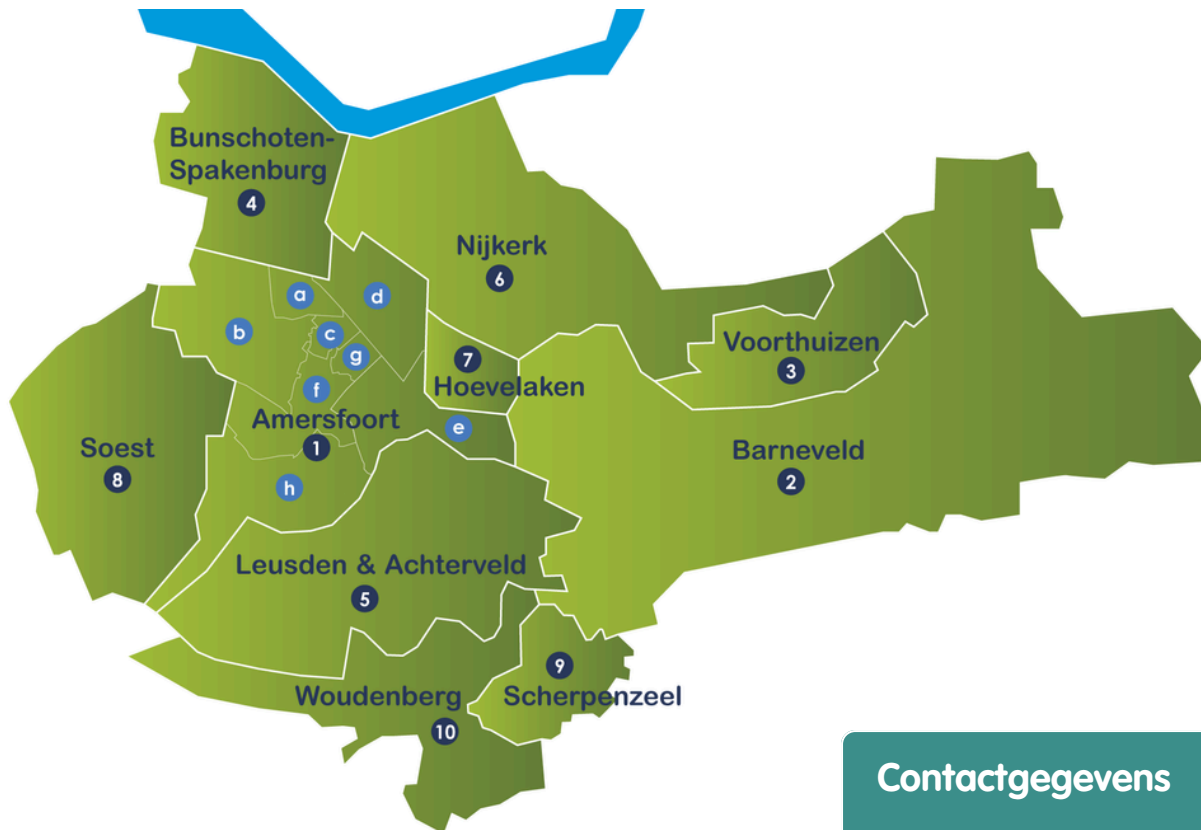 Bunschoten-
Spakenburg
4
Nijkerk
6
a
d
b
c
g
Voorthuizen
3
7
Hoevelaken
f
Amersfoort
1
e
Soest
8
Barneveld
2
h
Leusden & Achterveld
5
9
Scherpenzeel
Woudenberg
10
Contactgegevens